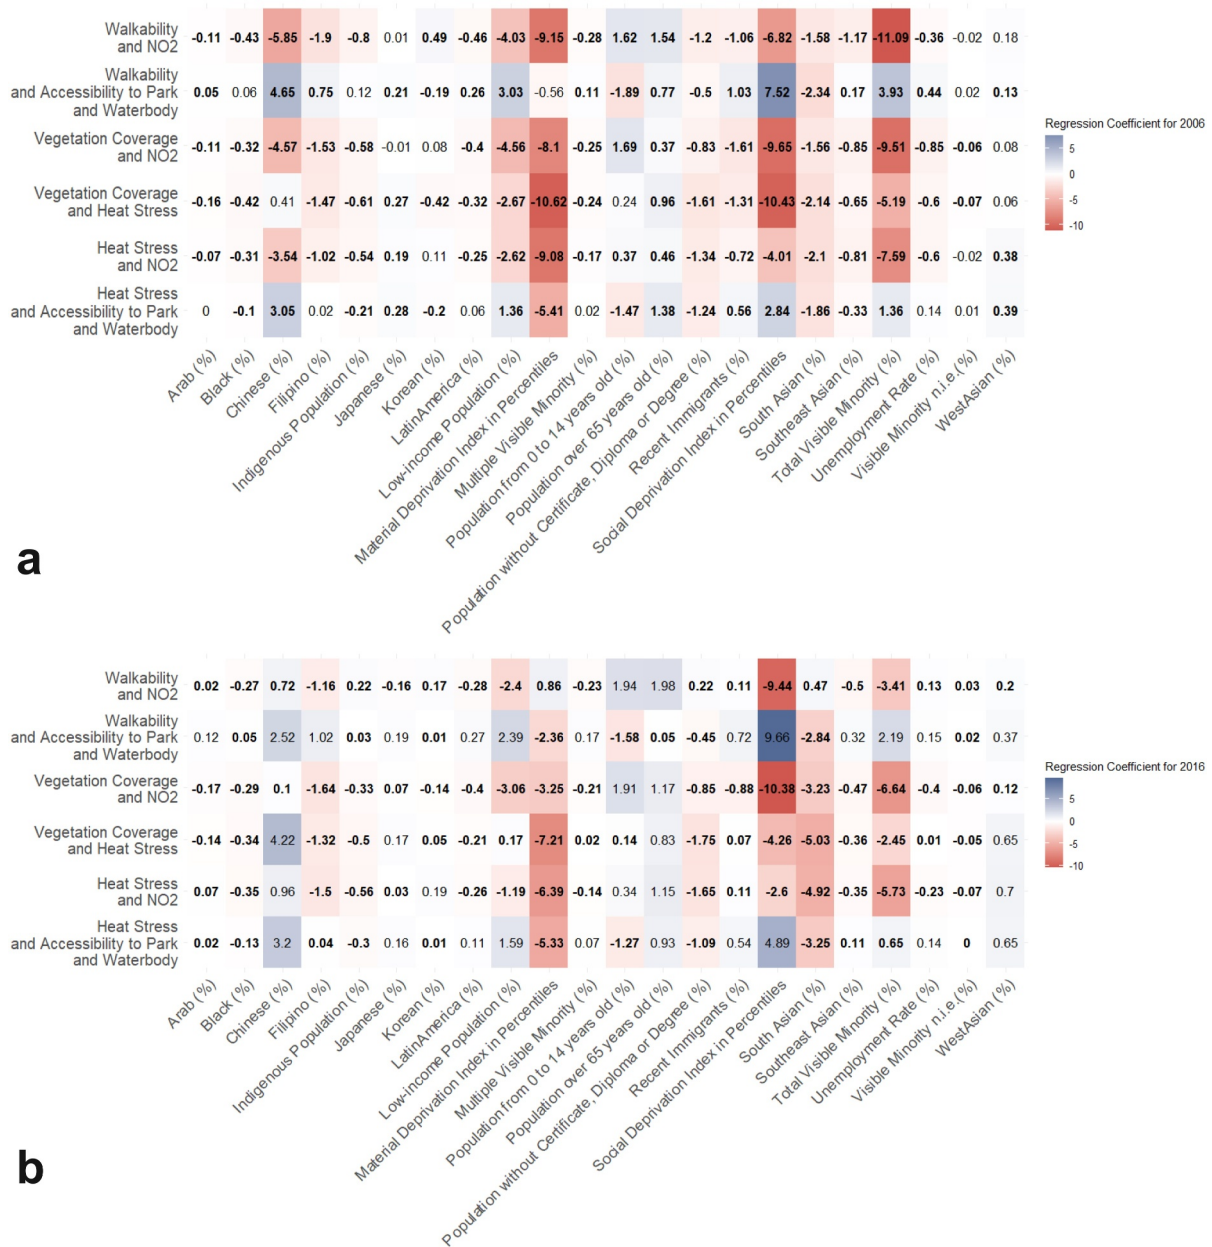 Walkability
and NO2
-0.11 -0.43 -5.85 -1.9 -0.8 0.01 0.49 -0.46 -4.03 -9.15 -0.28 1.62 1.54 -1.2 -1.06 -6.82 -1.58 -1.17 -11.09 -0.36 -0.02 0.18
Walkability
and Accessibility to Park
and Waterbody
0.05 0.06 4.65 0.75 0.12 0.21 -0.19 0.26 3.03 -0.56 0.11 -1.89 0.77 -0.5 1.03 7.52 -2.34 0.17 3.93 0.44 0.02 0.13
Vegetation Coverage
and NO2
-0.11 -0.32 -4.57 -1.53 -0.58 -0.01 0.08 -0.4 -4.56 -8.1 -0.25 1.69 0.37 -0.83 -1.61 -9.65 -1.56 -0.85 -9.51 -0.85 -0.06 0.08
Vegetation Coverage
and Heat Stress
-0.16 -0.42 0.41 -1.47 -0.61 0.27 -0.42 -0.32 -2.67 -10.62 -0.24 0.24 0.96 -1.61 -1.31 -10.43 -2.14 -0.65 -5.19 -0.6 -0.07 0.06
Heat Stress
and NO2
-0.07 -0.31 -3.54 -1.02 -0.54 0.19 0.11 -0.25 -2.62 -9.08 -0.17 0.37 0.46 -1.34 -0.72 -4.01 -2.1 -0.81 -7.59 -0.6 -0.02 0.38
Heat Stress
and Accessibility to Park
and Waterbody
0 -0.1 3.05 0.02 -0.21 0.28 -0.2 0.06 1.36 -5.41 0.02 -1.47 1.38 -1.24 0.56 2.84 -1.86 -0.33 1.36 0.14 0.01 0.39
Regression Coefficient for 2006
5
0
-5
-10
Arab (%)
Black (%)
Chinese (%)
Filipino (%)
Indigenous Population (%)
Japanese (%)
Korean (%)
LatinAmerica (%)
Low-income Population (%)
Material Deprivation Index in Percentiles
Multiple Visible Minority (%)
Population from 0 to 14 years old (%)
Population over 65 years old (%)
Population without Certificate, Diploma or Degree (%)
Recent Immigrants (%)
Social Deprivation Index in Percentiles
South Asian (%)
Southeast Asian (%)
Total Visible Minority (%)
Unemployment Rate (%)
Visible Minority n.i.e.(%)
WestAsian (%)
a
Walkability
and NO2
0.02 -0.27 0.72 -1.16 0.22 -0.16 0.17 -0.28 -2.4 0.86 -0.23 1.94 1.98 0.22 0.11 -9.44 0.47 -0.5 -3.41 0.13 0.03 0.2
Walkability
and Accessibility to Park
and Waterbody
0.12 0.05 2.52 1.02 0.03 0.19 0.01 0.27 2.39 -2.36 0.17 -1.58 0.05 -0.45 0.72 9.66 -2.84 0.32 2.19 0.15 0.02 0.37
Vegetation Coverage
and NO2
-0.17 -0.29 0.1 -1.64 -0.33 0.07 -0.14 -0.4 -3.06 -3.25 -0.21 1.91 1.17 -0.85 -0.88 -10.38 -3.23 -0.47 -6.64 -0.4 -0.06 0.12
Vegetation Coverage
and Heat Stress
-0.14 -0.34 4.22 -1.32 -0.5 0.17 0.05 -0.21 0.17 -7.21 0.02 0.14 0.83 -1.75 0.07 -4.26 -5.03 -0.36 -2.45 0.01 -0.05 0.65
Heat Stress
and NO2
0.07 -0.35 0.96 -1.5 -0.56 0.03 0.19 -0.26 -1.19 -6.39 -0.14 0.34 1.15 -1.65 0.11 -2.6 -4.92 -0.35 -5.73 -0.23 -0.07 0.7
Heat Stress
and Accessibility to Park
and Waterbody
0.02 -0.13 3.2 0.04 -0.3 0.16 0.01 0.11 1.59 -5.33 0.07 -1.27 0.93 -1.09 0.54 4.89 -3.25 0.11 0.65 0.14 0 0.65
Regression Coefficient for 2016
5
0
-5
-10
Arab (%)
Black (%)
Chinese (%)
Filipino (%)
Indigenous Population (%)
Japanese (%)
Korean (%)
LatinAmerica (%)
Low-income Population (%)
Material Deprivation Index in Percentiles
Multiple Visible Minority (%)
Population from 0 to 14 years old (%)
Population over 65 years old (%)
Population without Certificate, Diploma or Degree (%)
Recent Immigrants (%)
Social Deprivation Index in Percentiles
South Asian (%)
Southeast Asian (%)
Total Visible Minority (%)
Unemployment Rate (%)
Visible Minority n.i.e.(%)
WestAsian (%)
b